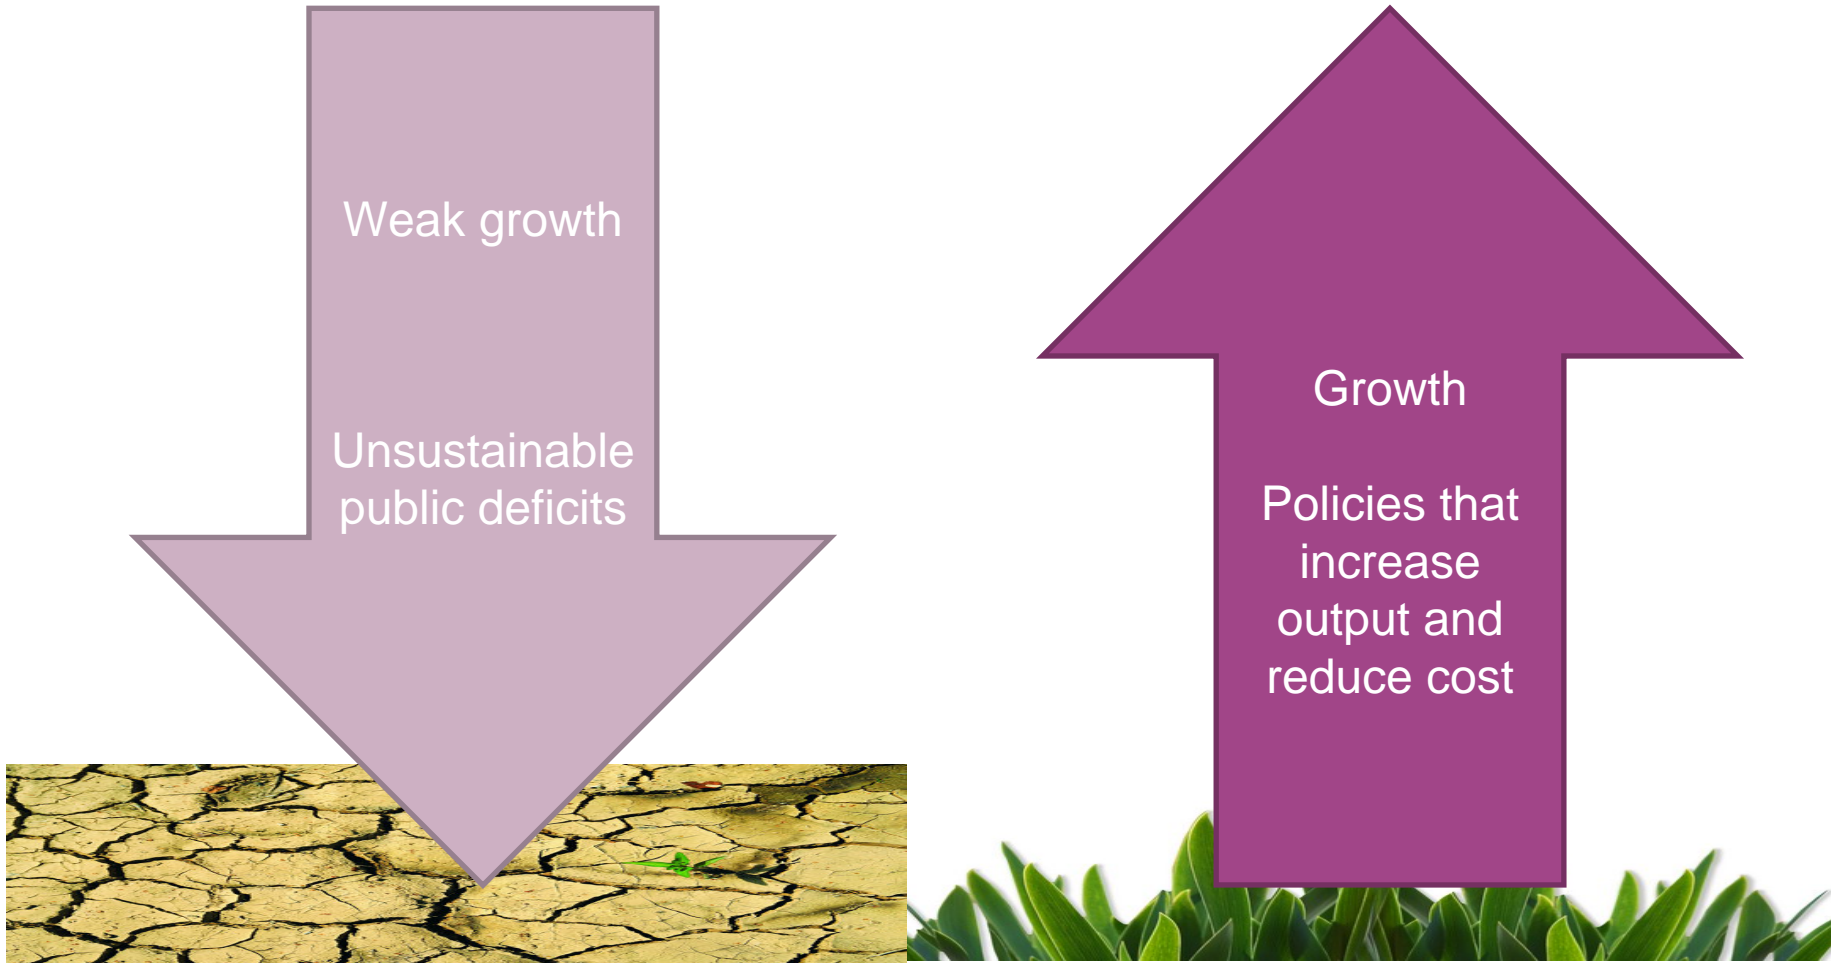 Weak growth
Unsustainable
public deficits
Growth
Policies that
increase
output and
reduce cost